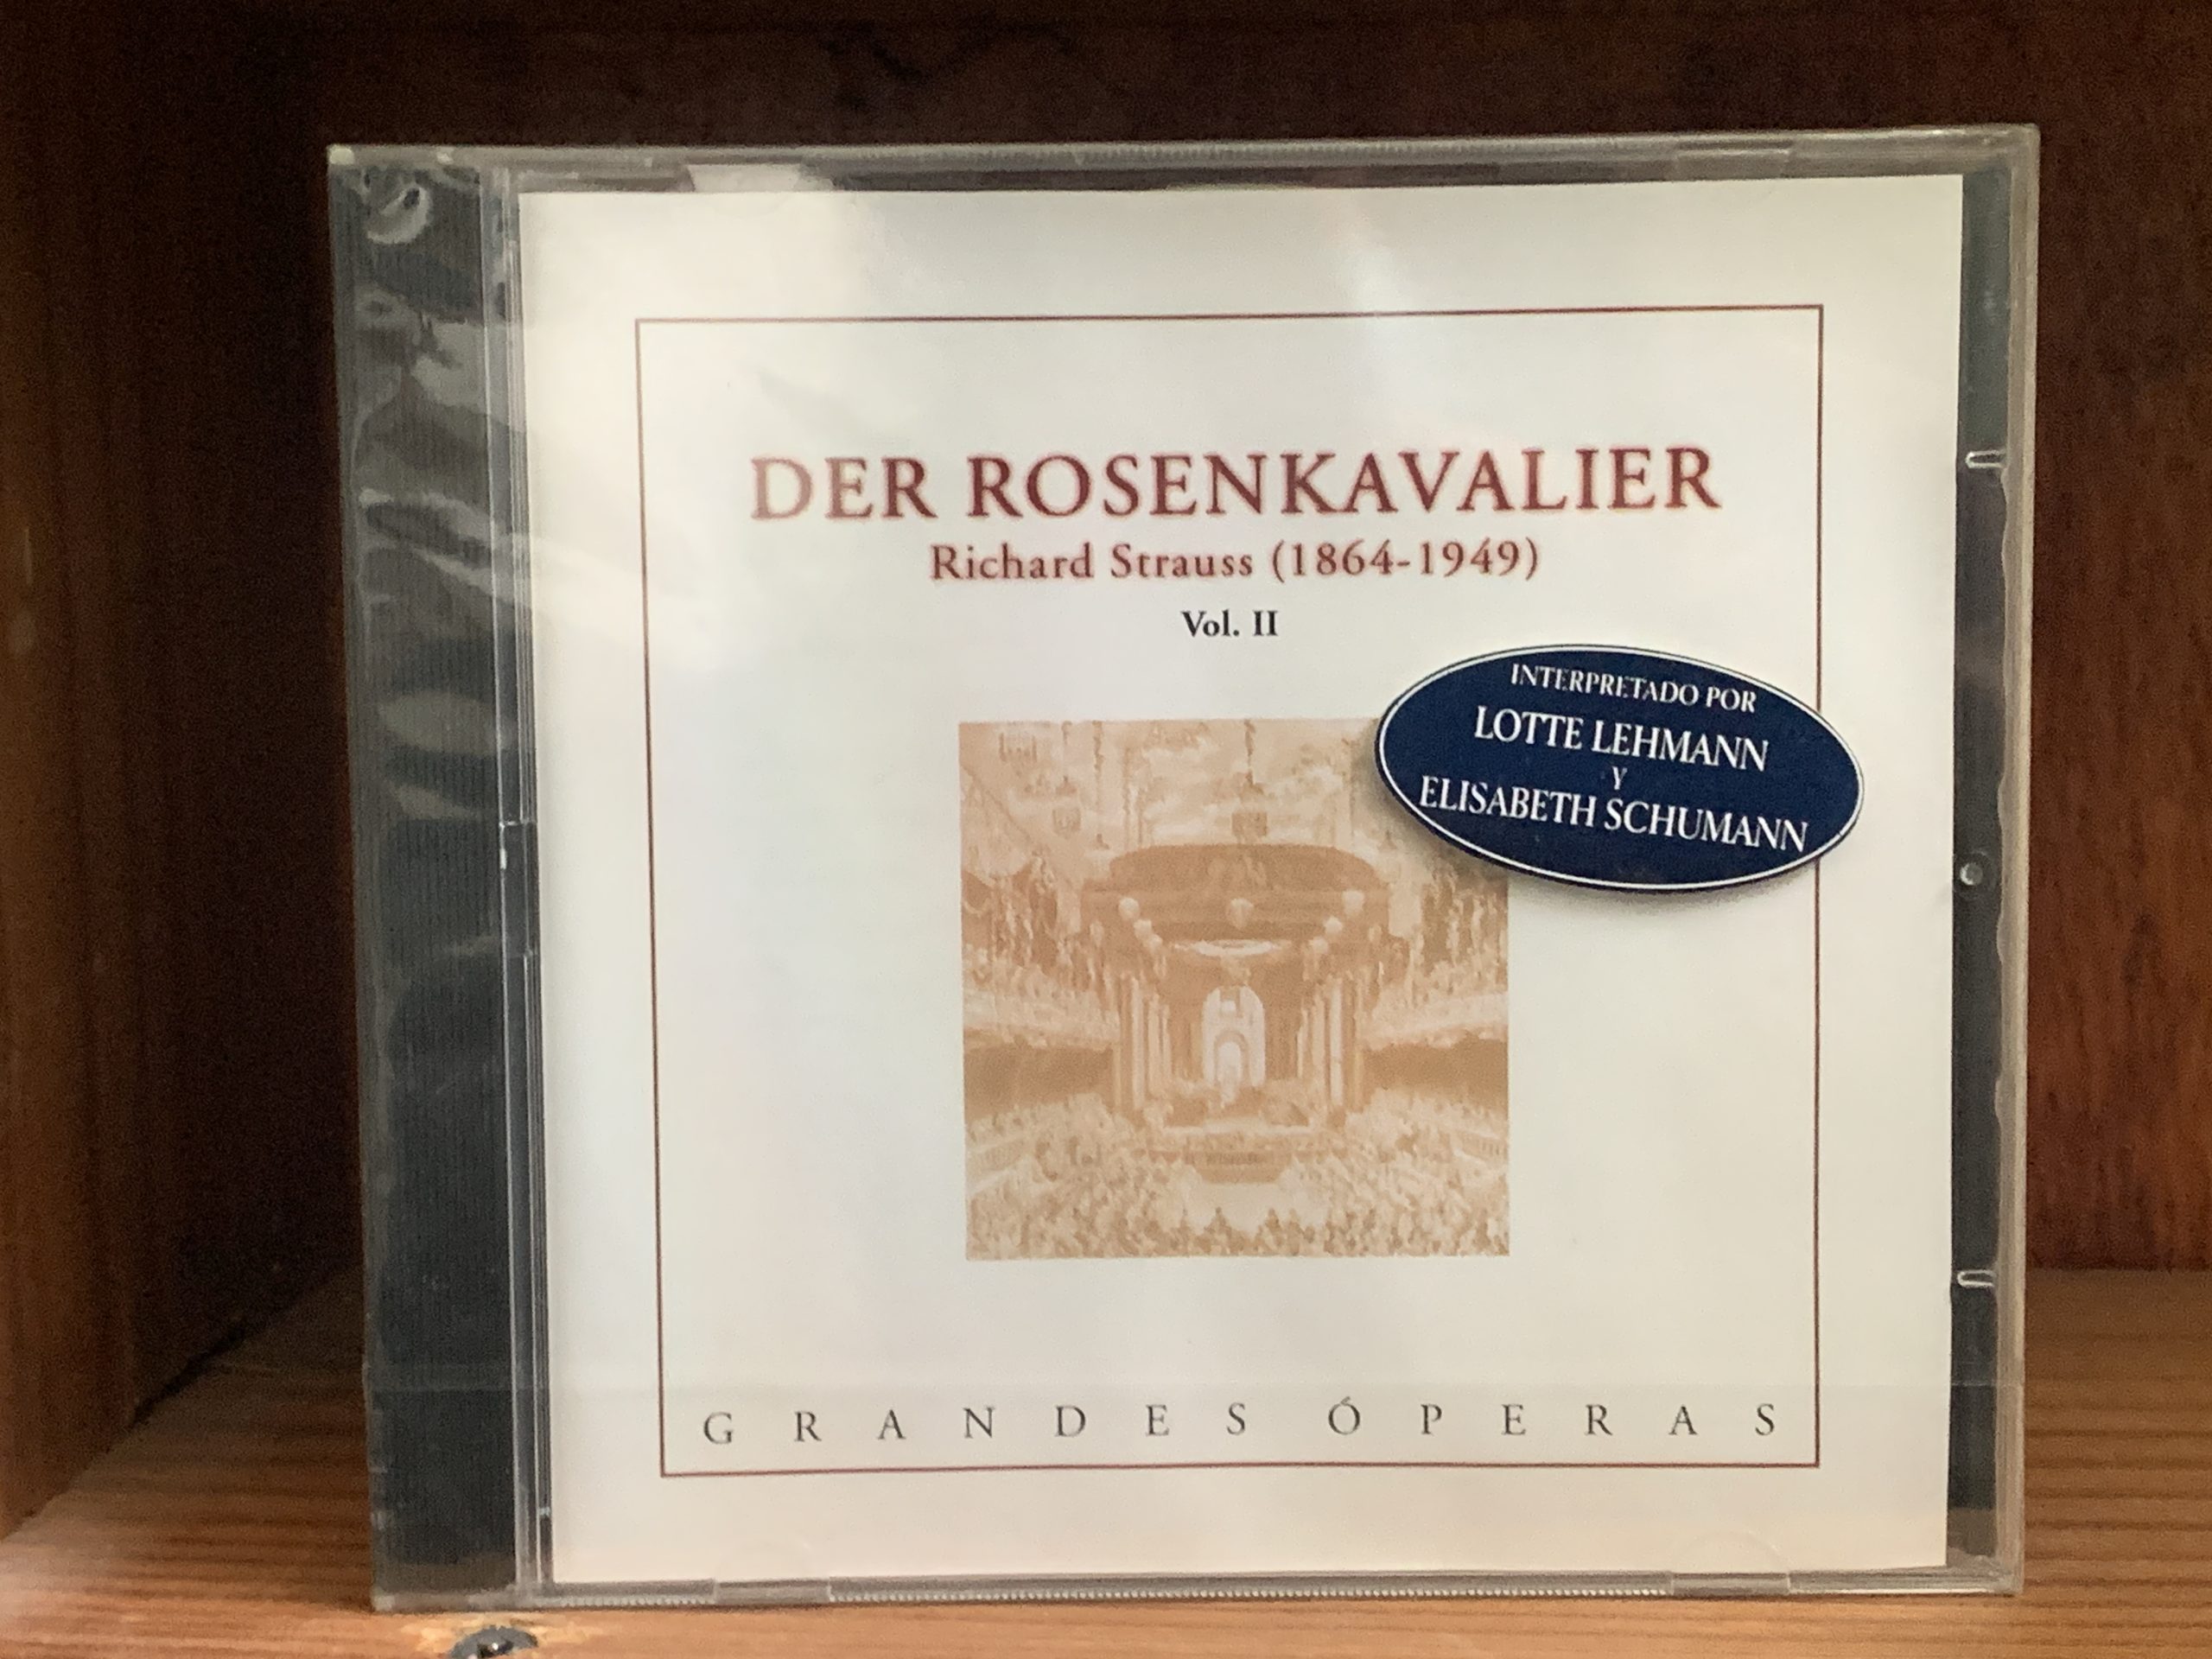 DER ROSENKAVALIER
Richard Strauss (1864-1949)
Vol. II
INTERPRETADO POR
LOTTE LEHMANN
Y
ELISABETH SCHUMANN
GRANDES ÓPERAS